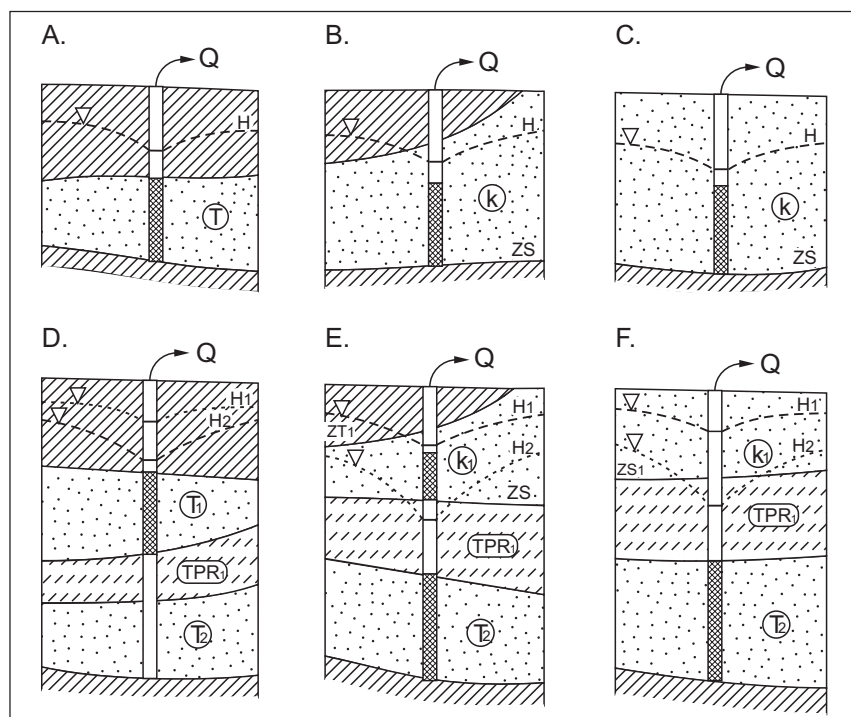 A.
Q
H
T
B.
Q
H
k
ZS
C.
Q
H
k
ZS
D.
Q
H1
H2
T1
TPR1
T2
E.
Q
H1
ZT1
H2
k1
ZS
TPR1
T2
F.
Q
H1
H2
k1
ZS1
TPR1
T2